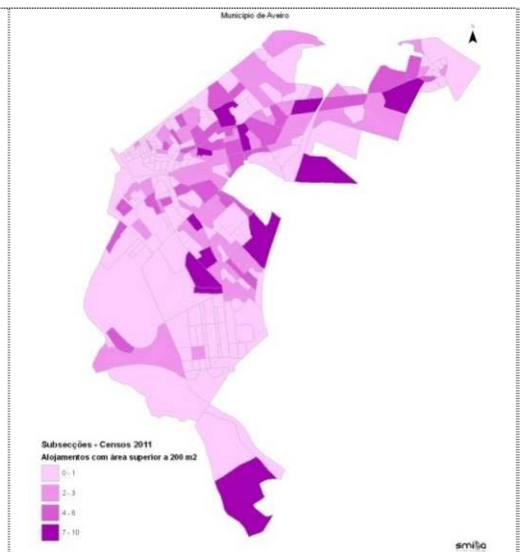 Município de Aveiro
N
Subsecções - Censos 2011
Alojamentos com área superior a 200 m2
0 - 1
2 - 3
4 - 6
7 - 10